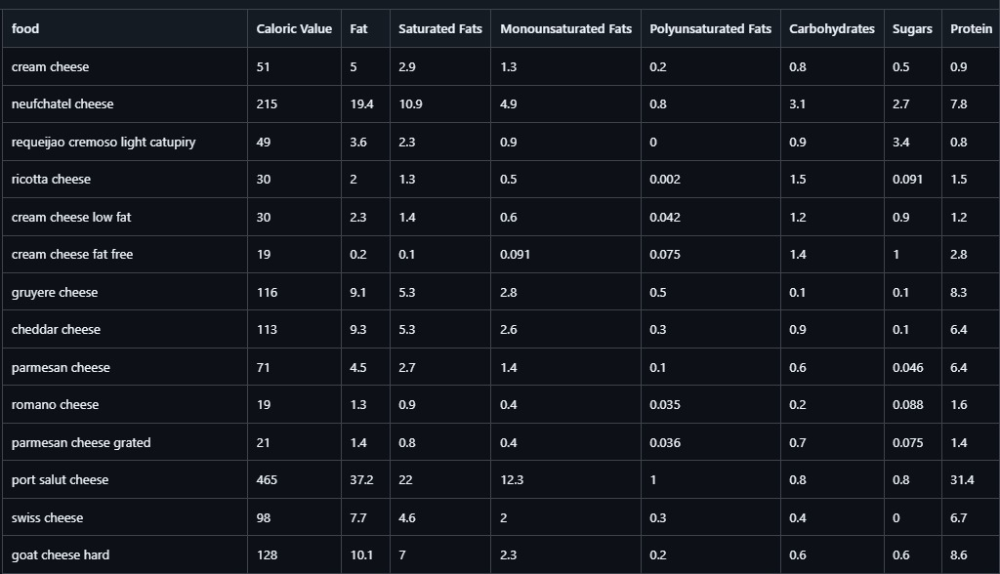 food Caloric Value Fat Saturated Fats Monounsaturated Fats Polyunsaturated Fats Carbohydrates Sugars Protein
cream cheese 51 5 2.9 1.3 0.2 0.8 0.5 0.9
neufchatel cheese 215 19.4 10.9 4.9 0.8 3.1 2.7 7.8
requeijao cremoso light catupiry 49 3.6 2.3 0.9 0 0.9 3.4 0.8
ricotta cheese 30 2 1.3 0.5 0.002 1.5 0.091 1.5
cream cheese low fat 30 2.3 1.4 0.6 0.042 1.2 0.9 1.2
cream cheese fat free 19 0.2 0.1 0.091 0.075 1.4 1 2.8
gruyere cheese 116 9.1 5.3 2.8 0.5 0.1 0.1 8.3
cheddar cheese 113 9.3 5.3 2.6 0.3 0.9 0.1 6.4
parmesan cheese 71 4.5 2.7 1.4 0.1 0.6 0.046 6.4
romano cheese 19 1.3 0.9 0.4 0.035 0.2 0.088 1.6
parmesan cheese grated 21 1.4 0.8 0.4 0.036 0.7 0.075 1.4
port salut cheese 465 37.2 22 12.3 1 0.8 0.8 31.4
swiss cheese 98 7.7 4.6 2 0.3 0.4 0 6.7
goat cheese hard 128 10.1 7 2.3 0.2 0.6 0.6 8.6